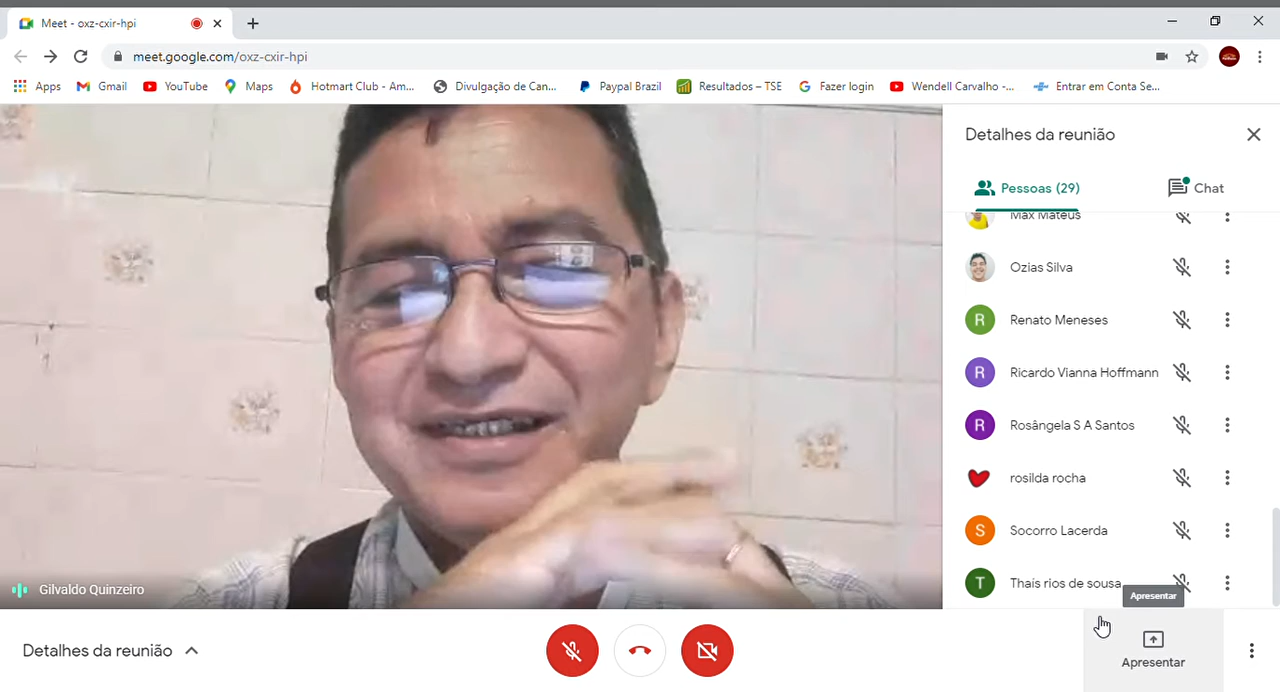 Meet - oxz-cxir-hpi
meet.google.com/oxz-cxir-hpi
Apps Gmail YouTube Maps Hotmart Club - Am... Divulgação de Can... Paypal Brazil Resultados – TSE Fazer login Wendell Carvalho -... Entrar em Conta Se...
Detalhes da reunião
Pessoas (29) Chat
Max Mateus
Ozias Silva
R Renato Meneses
R Ricardo Vianna Hoffmann
R Rosângela S A Santos
rosilda rocha
S Socorro Lacerda
T Thaís rios de sousa
Apresentar
Gilvaldo Quinzeiro
Detalhes da reunião
Apresentar